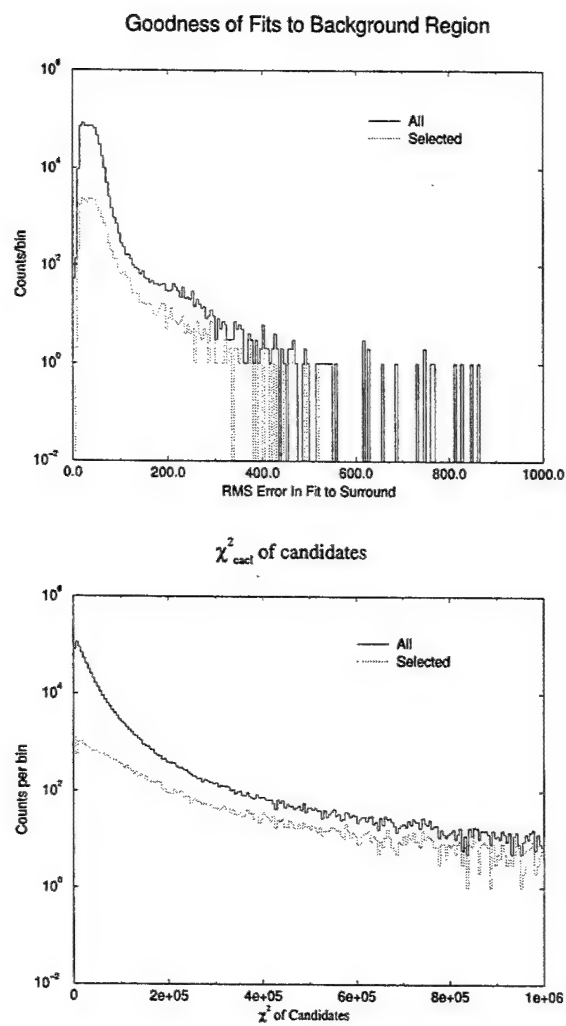 Goodness of Fits to Background Region
10^6
10^4
10^2
10^0
10^-2
Counts/bin
All
Selected
0.0 200.0 400.0 600.0 800.0 1000.0
RMS Error In Fit to Surround
χ^2_cacl of candidates
10^6
10^4
10^2
10^0
10^-2
Counts per bin
All
Selected
0 2e+05 4e+05 6e+05 8e+05 1e+06
χ^2 of Candidates